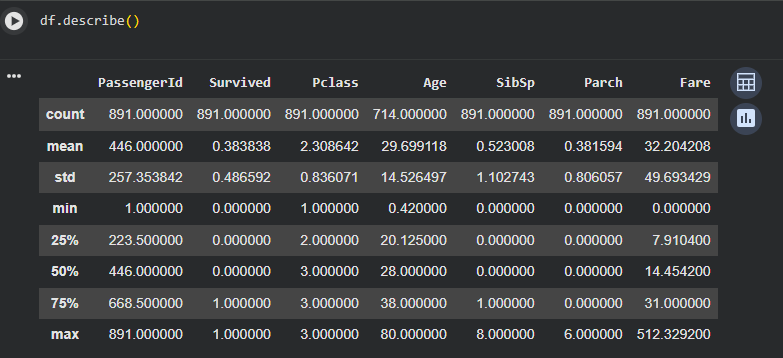 df.describe()
PassengerId Survived Pclass Age SibSp Parch Fare
count 891.000000 891.000000 891.000000 714.000000 891.000000 891.000000 891.000000
mean 446.000000 0.383838 2.308642 29.699118 0.523008 0.381594 32.204208
std 257.353842 0.486592 0.836071 14.526497 1.102743 0.806057 49.693429
min 1.000000 0.000000 1.000000 0.420000 0.000000 0.000000 0.000000
25% 223.500000 0.000000 2.000000 20.125000 0.000000 0.000000 7.910400
50% 446.000000 0.000000 3.000000 28.000000 0.000000 0.000000 14.454200
75% 668.500000 1.000000 3.000000 38.000000 1.000000 0.000000 31.000000
max 891.000000 1.000000 3.000000 80.000000 8.000000 6.000000 512.329200